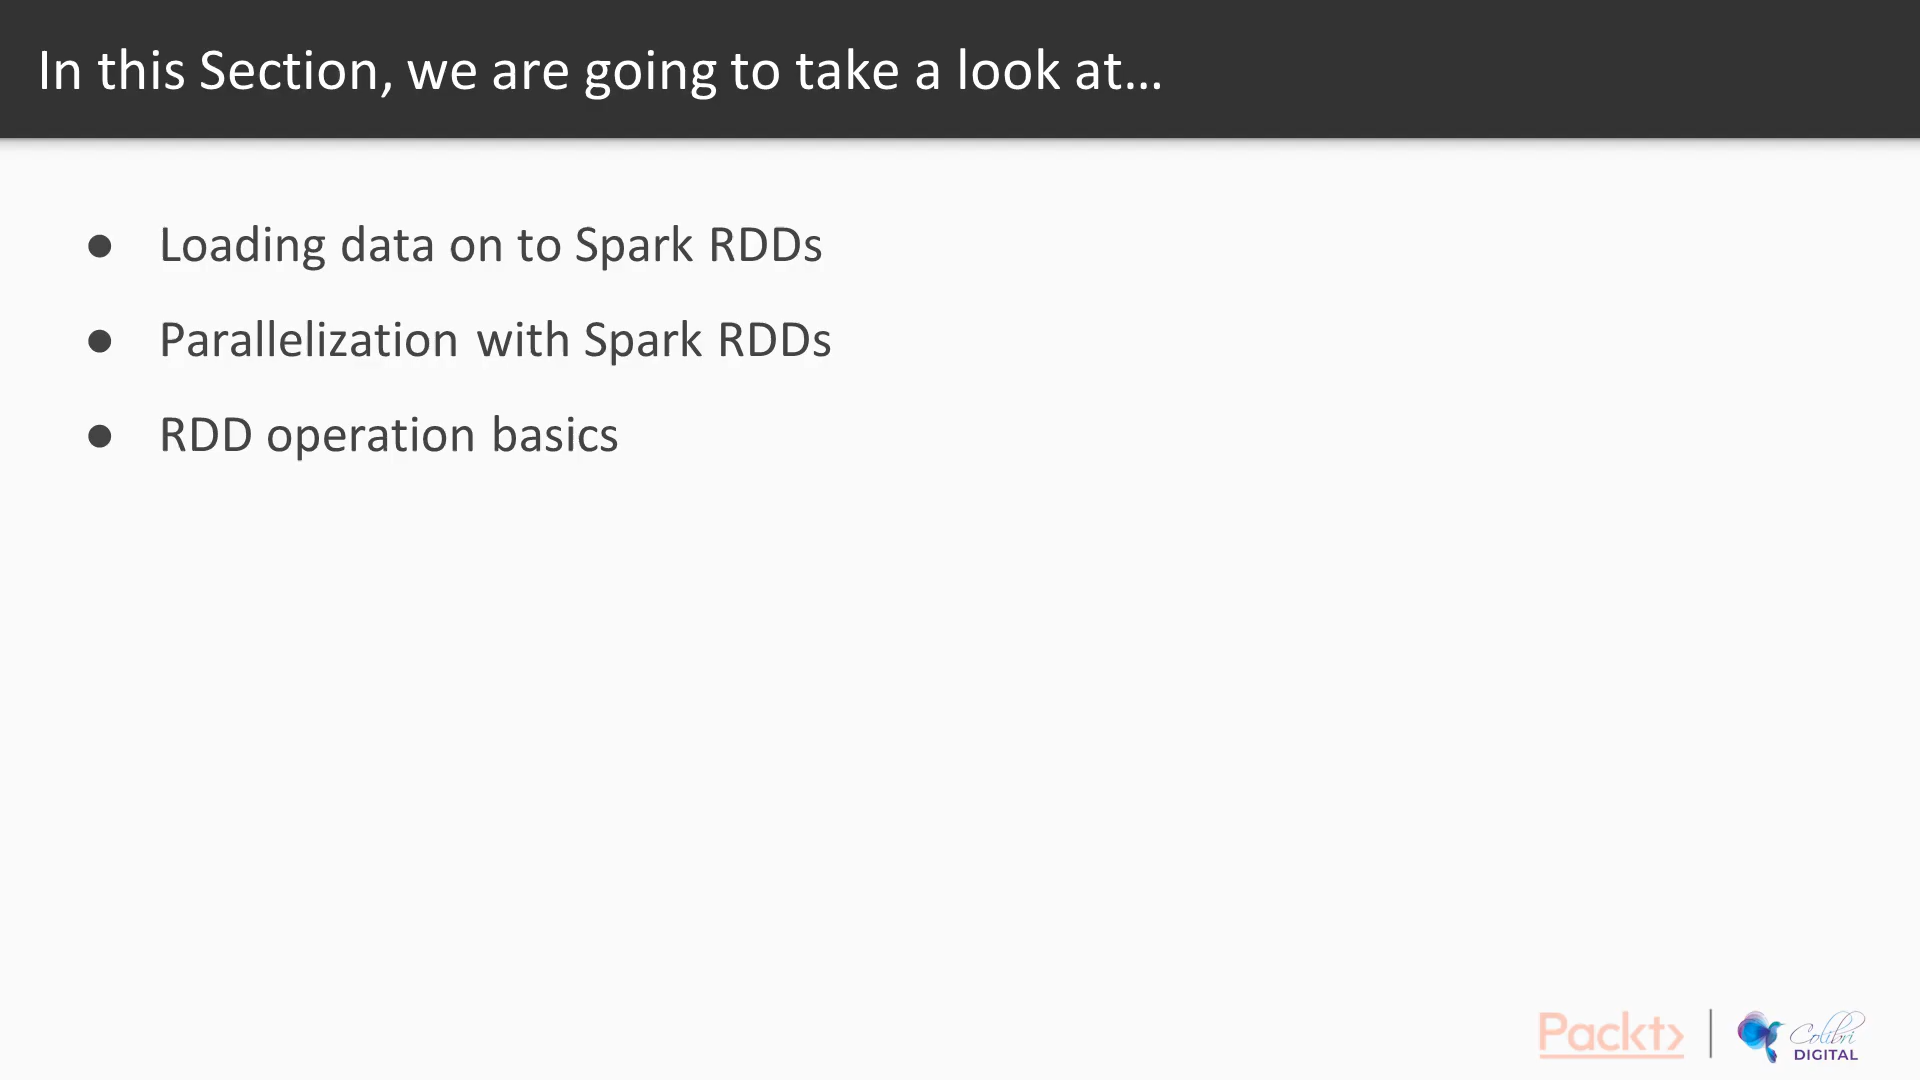 In this Section, we are going to take a look at...
● Loading data on to Spark RDDs
● Parallelization with Spark RDDs
● RDD operation basics
Packt>
Colibri
DIGITAL